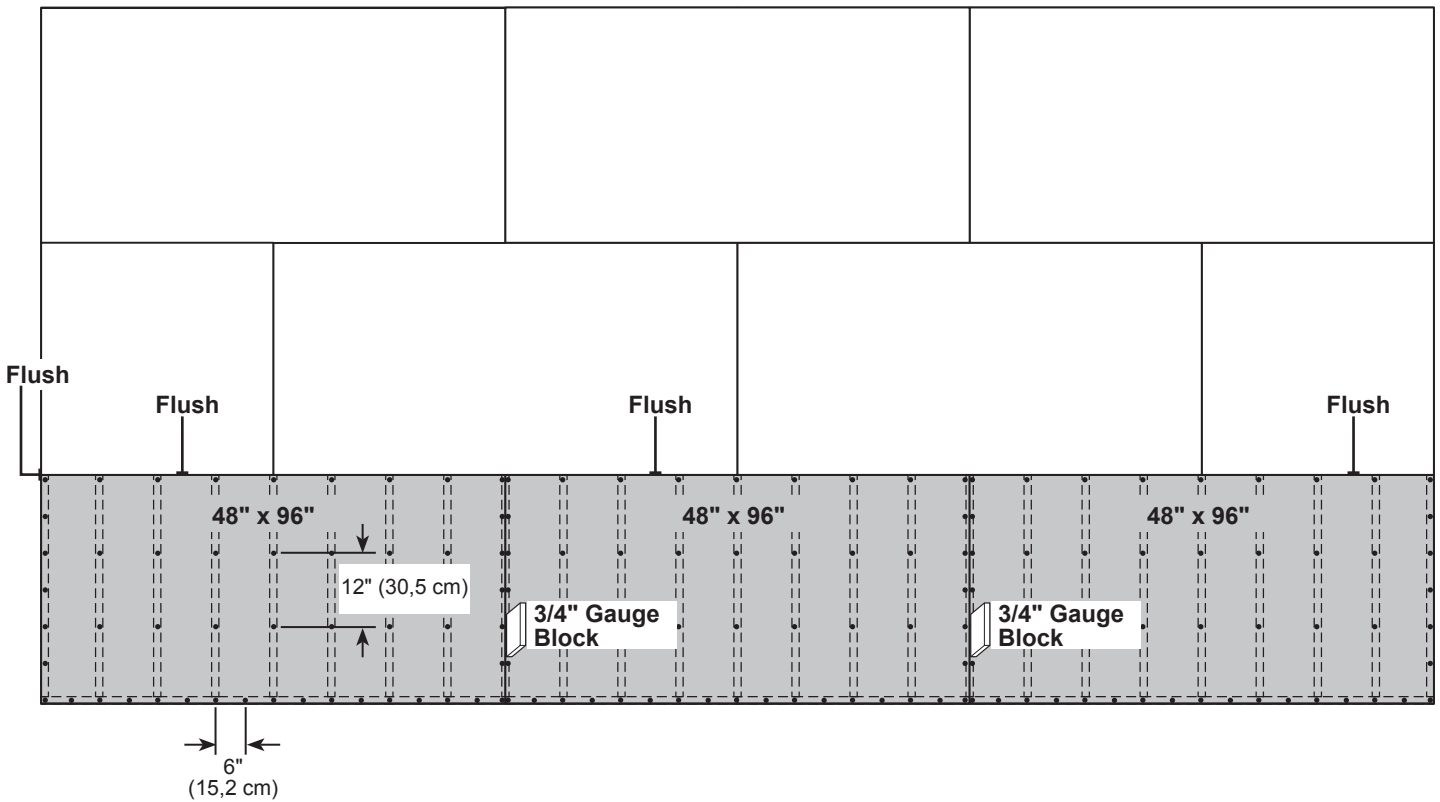 Flush
Flush
Flush
Flush
48" x 96"
48" x 96"
48" x 96"
12" (30,5 cm)
3/4" Gauge
Block
3/4" Gauge
Block
6"
(15,2 cm)